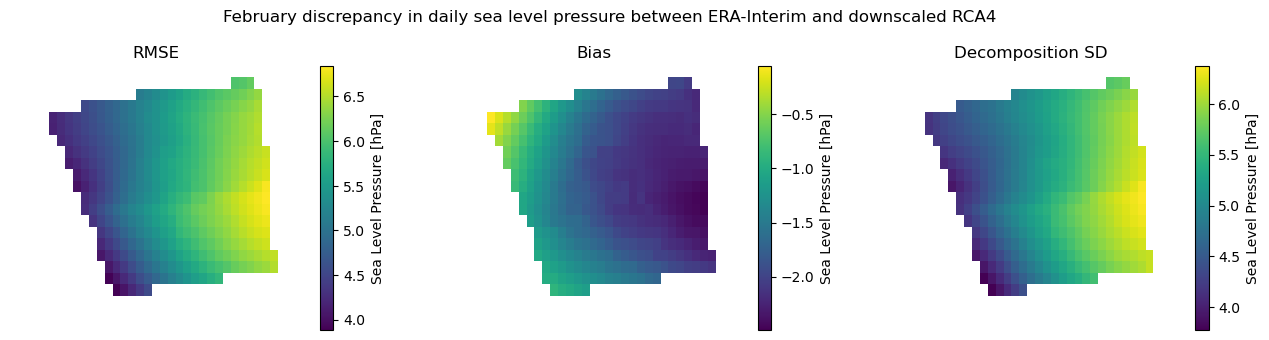 February discrepancy in daily sea level pressure between ERA-Interim and downscaled RCA4
RMSE
6.5
6.0
5.5
5.0
4.5
4.0
Sea Level Pressure [hPa]
Bias
−0.5
−1.0
−1.5
−2.0
Sea Level Pressure [hPa]
Decomposition SD
6.0
5.5
5.0
4.5
4.0
Sea Level Pressure [hPa]